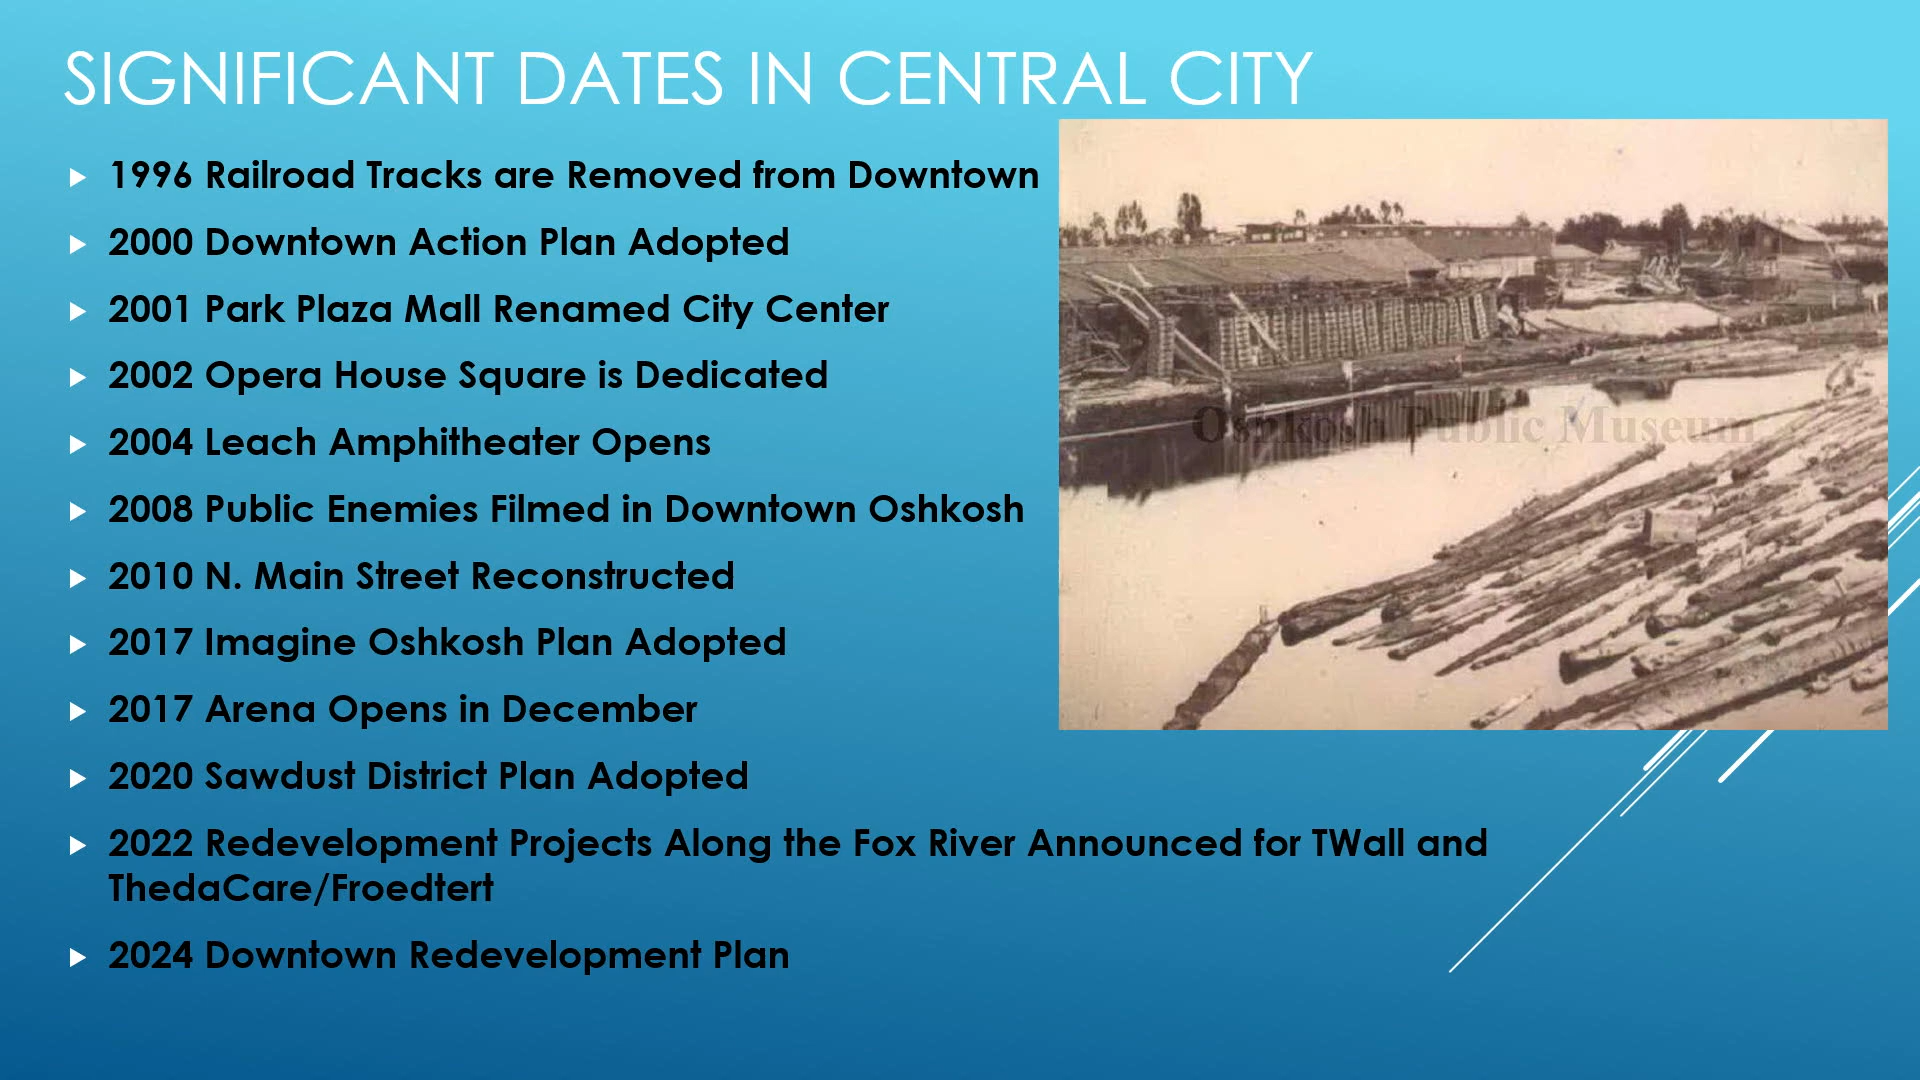 SIGNIFICANT DATES IN CENTRAL CITY
1996 Railroad Tracks are Removed from Downtown
2000 Downtown Action Plan Adopted
2001 Park Plaza Mall Renamed City Center
2002 Opera House Square is Dedicated
2004 Leach Amphitheater Opens
2008 Public Enemies Filmed in Downtown Oshkosh
2010 N. Main Street Reconstructed
2017 Imagine Oshkosh Plan Adopted
2017 Arena Opens in December
2020 Sawdust District Plan Adopted
2022 Redevelopment Projects Along the Fox River Announced for TWall and
ThedaCare/Froedtert
2024 Downtown Redevelopment Plan
Oshkosh Public Museum